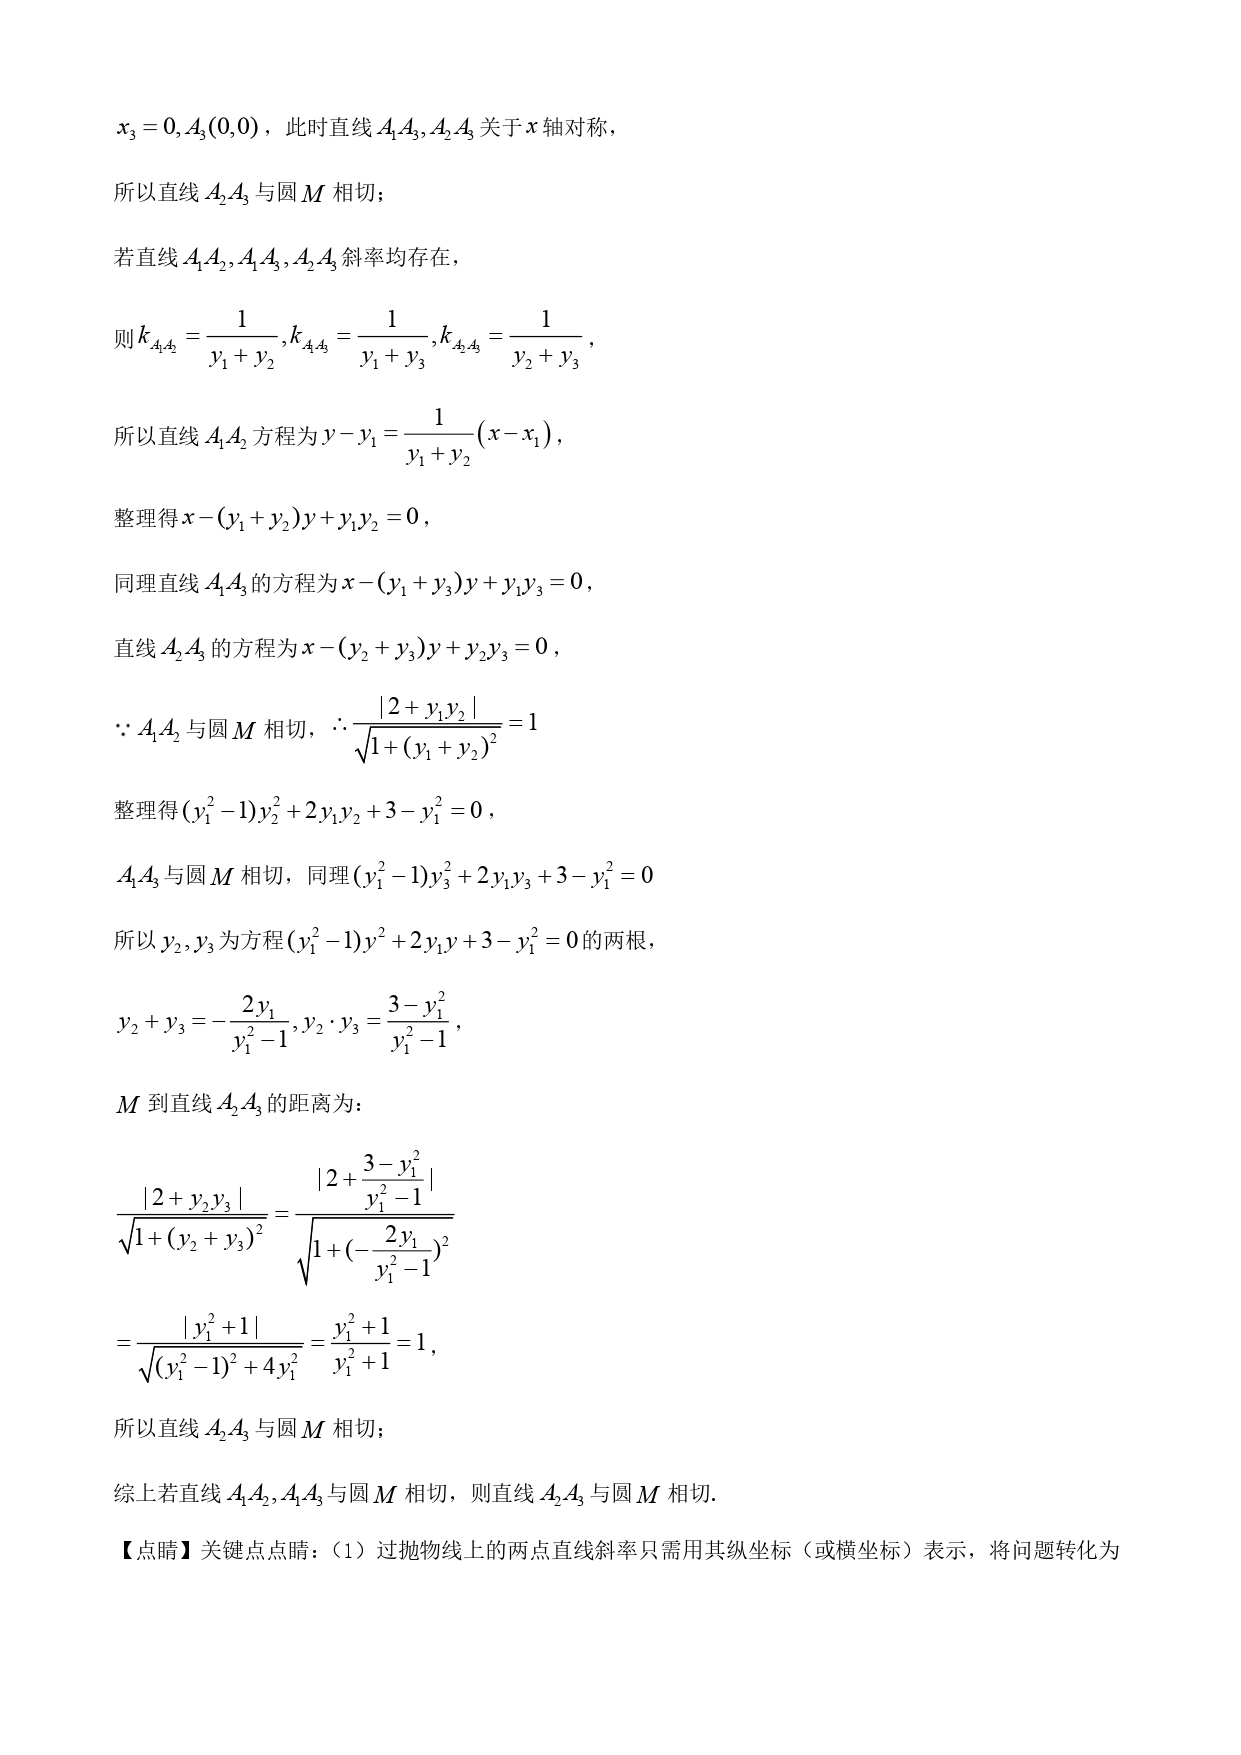 $x_3 = 0, A_3(0,0)$，此时直线 $A_1A_3, A_2A_3$ 关于 $x$ 轴对称，
所以直线 $A_2A_3$ 与圆 $M$ 相切；
若直线 $A_1A_2, A_1A_3, A_2A_3$ 斜率均存在，
则 $k_{A_1A_2} = \frac{1}{y_1 + y_2}, k_{A_1A_3} = \frac{1}{y_1 + y_3}, k_{A_2A_3} = \frac{1}{y_2 + y_3}$，
所以直线 $A_1A_2$ 方程为 $y - y_1 = \frac{1}{y_1 + y_2}(x - x_1)$，
整理得 $x - (y_1 + y_2)y + y_1y_2 = 0$，
同理直线 $A_1A_3$ 的方程为 $x - (y_1 + y_3)y + y_1y_3 = 0$，
直线 $A_2A_3$ 的方程为 $x - (y_2 + y_3)y + y_2y_3 = 0$，
∵ $A_1A_2$ 与圆 $M$ 相切，∴ $\frac{|2 + y_1y_2|}{\sqrt{1 + (y_1 + y_2)^2}} = 1$
整理得 $(y_1^2 - 1)y_2^2 + 2y_1y_2 + 3 - y_1^2 = 0$，
$A_1A_3$ 与圆 $M$ 相切，同理 $(y_1^2 - 1)y_3^2 + 2y_1y_3 + 3 - y_1^2 = 0$
所以 $y_2, y_3$ 为方程 $(y_1^2 - 1)y^2 + 2y_1y + 3 - y_1^2 = 0$ 的两根，
$y_2 + y_3 = -\frac{2y_1}{y_1^2 - 1}, y_2 \cdot y_3 = \frac{3 - y_1^2}{y_1^2 - 1}$，
$M$ 到直线 $A_2A_3$ 的距离为：
$\frac{|2 + y_2y_3|}{\sqrt{1 + (y_2 + y_3)^2}} = \frac{|2 + \frac{3 - y_1^2}{y_1^2 - 1}|}{\sqrt{1 + (-\frac{2y_1}{y_1^2 - 1})^2}}$
$= \frac{|y_1^2 + 1|}{\sqrt{(y_1^2 - 1)^2 + 4y_1^2}} = \frac{y_1^2 + 1}{y_1^2 + 1} = 1$，
所以直线 $A_2A_3$ 与圆 $M$ 相切；
综上若直线 $A_1A_2, A_1A_3$ 与圆 $M$ 相切，则直线 $A_2A_3$ 与圆 $M$ 相切.
【点睛】关键点点睛：（1）过抛物线上的两点直线斜率只需用其纵坐标（或横坐标）表示，将问题转化为